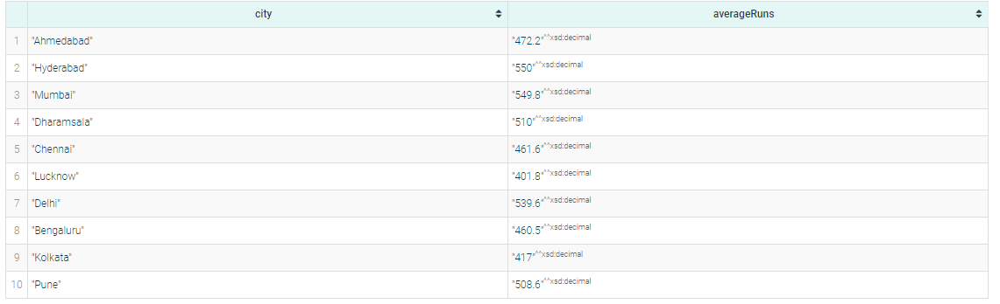 city averageRuns
1 "Ahmedabad" "472.2"^^xsd:decimal
2 "Hyderabad" "550"^^xsd:decimal
3 "Mumbai" "549.8"^^xsd:decimal
4 "Dharamsala" "510"^^xsd:decimal
5 "Chennai" "461.6"^^xsd:decimal
6 "Lucknow" "401.8"^^xsd:decimal
7 "Delhi" "539.6"^^xsd:decimal
8 "Bengaluru" "460.5"^^xsd:decimal
9 "Kolkata" "417"^^xsd:decimal
10 "Pune" "508.6"^^xsd:decimal